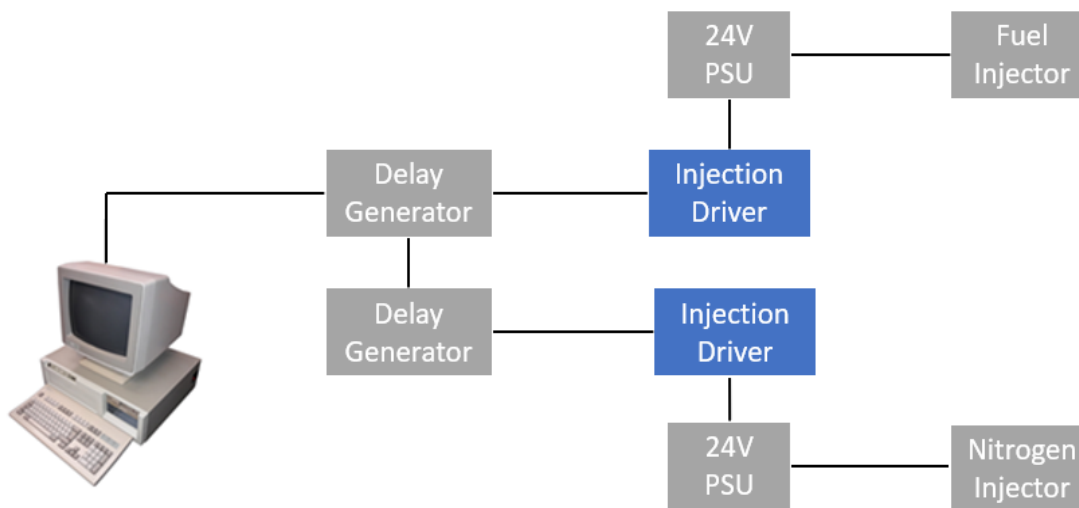 24V
PSU
Fuel
Injector
Delay
Generator
Injection
Driver
Delay
Generator
Injection
Driver
24V
PSU
Nitrogen
Injector